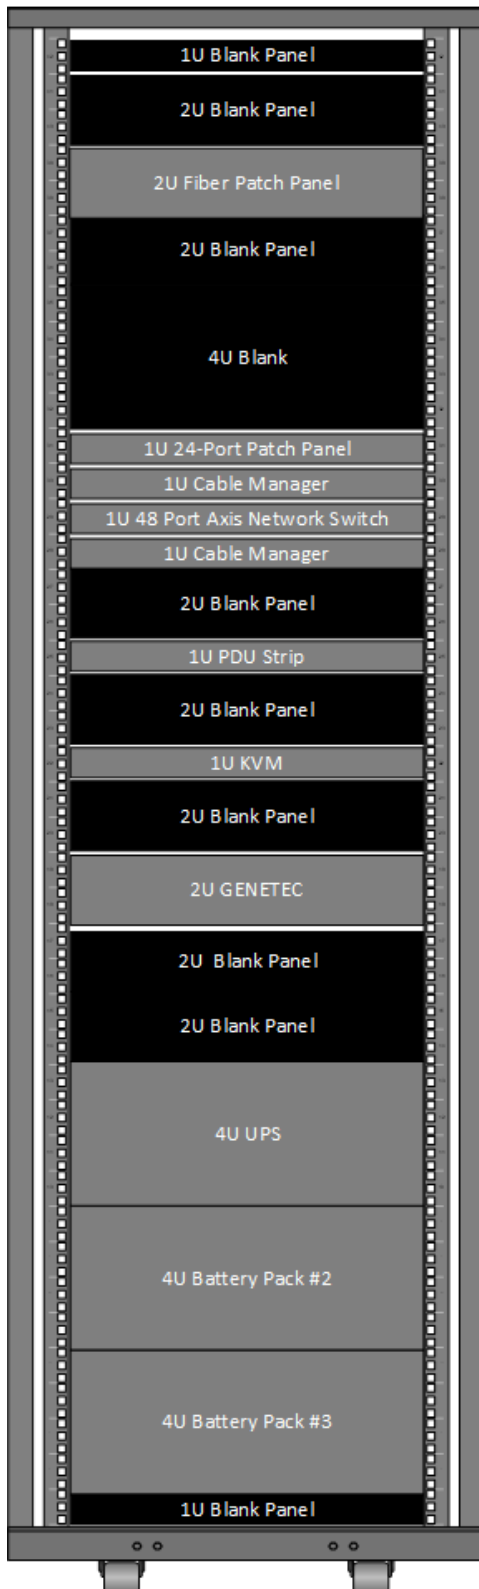 1U Blank Panel
2U Blank Panel
2U Fiber Patch Panel
2U Blank Panel
4U Blank
1U 24-Port Patch Panel
1U Cable Manager
1U 48 Port Axis Network Switch
1U Cable Manager
2U Blank Panel
1U PDU Strip
2U Blank Panel
1U KVM
2U Blank Panel
2U GENETEC
2U  Blank Panel
2U Blank Panel
4U UPS
4U Battery Pack #2
4U Battery Pack #3
1U Blank Panel